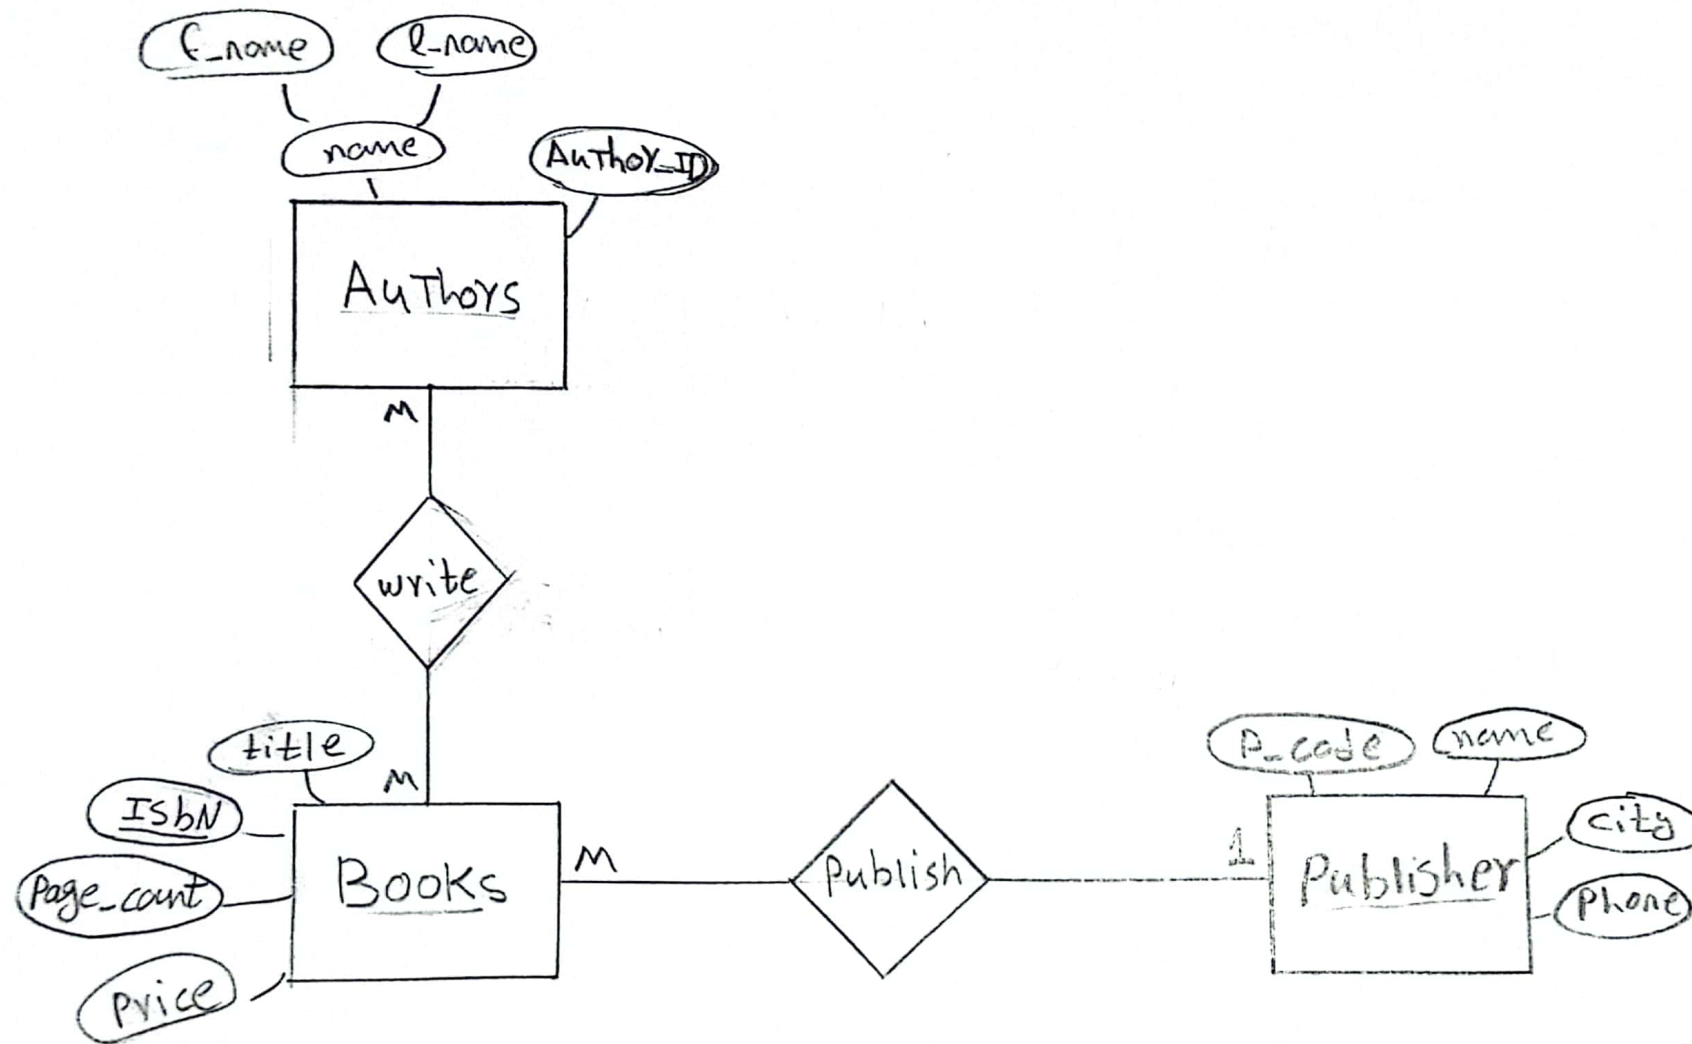 f_name
l_name
name
AuThor_ID
AuThors
M
write
M
title
ISbN
Page_count
Price
Books
M
Publish
1
P_code
name
city
Phone
Publisher